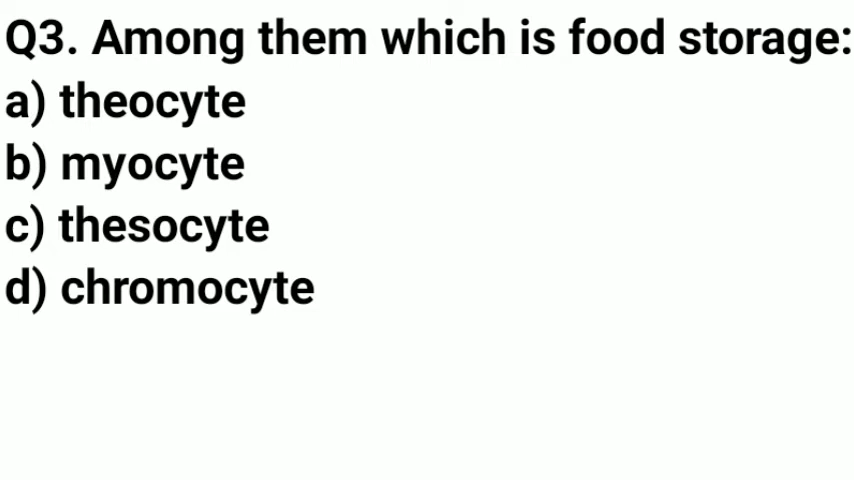 Q3. Among them which is food storage:
a) theocyte
b) myocyte
c) thesocyte
d) chromocyte